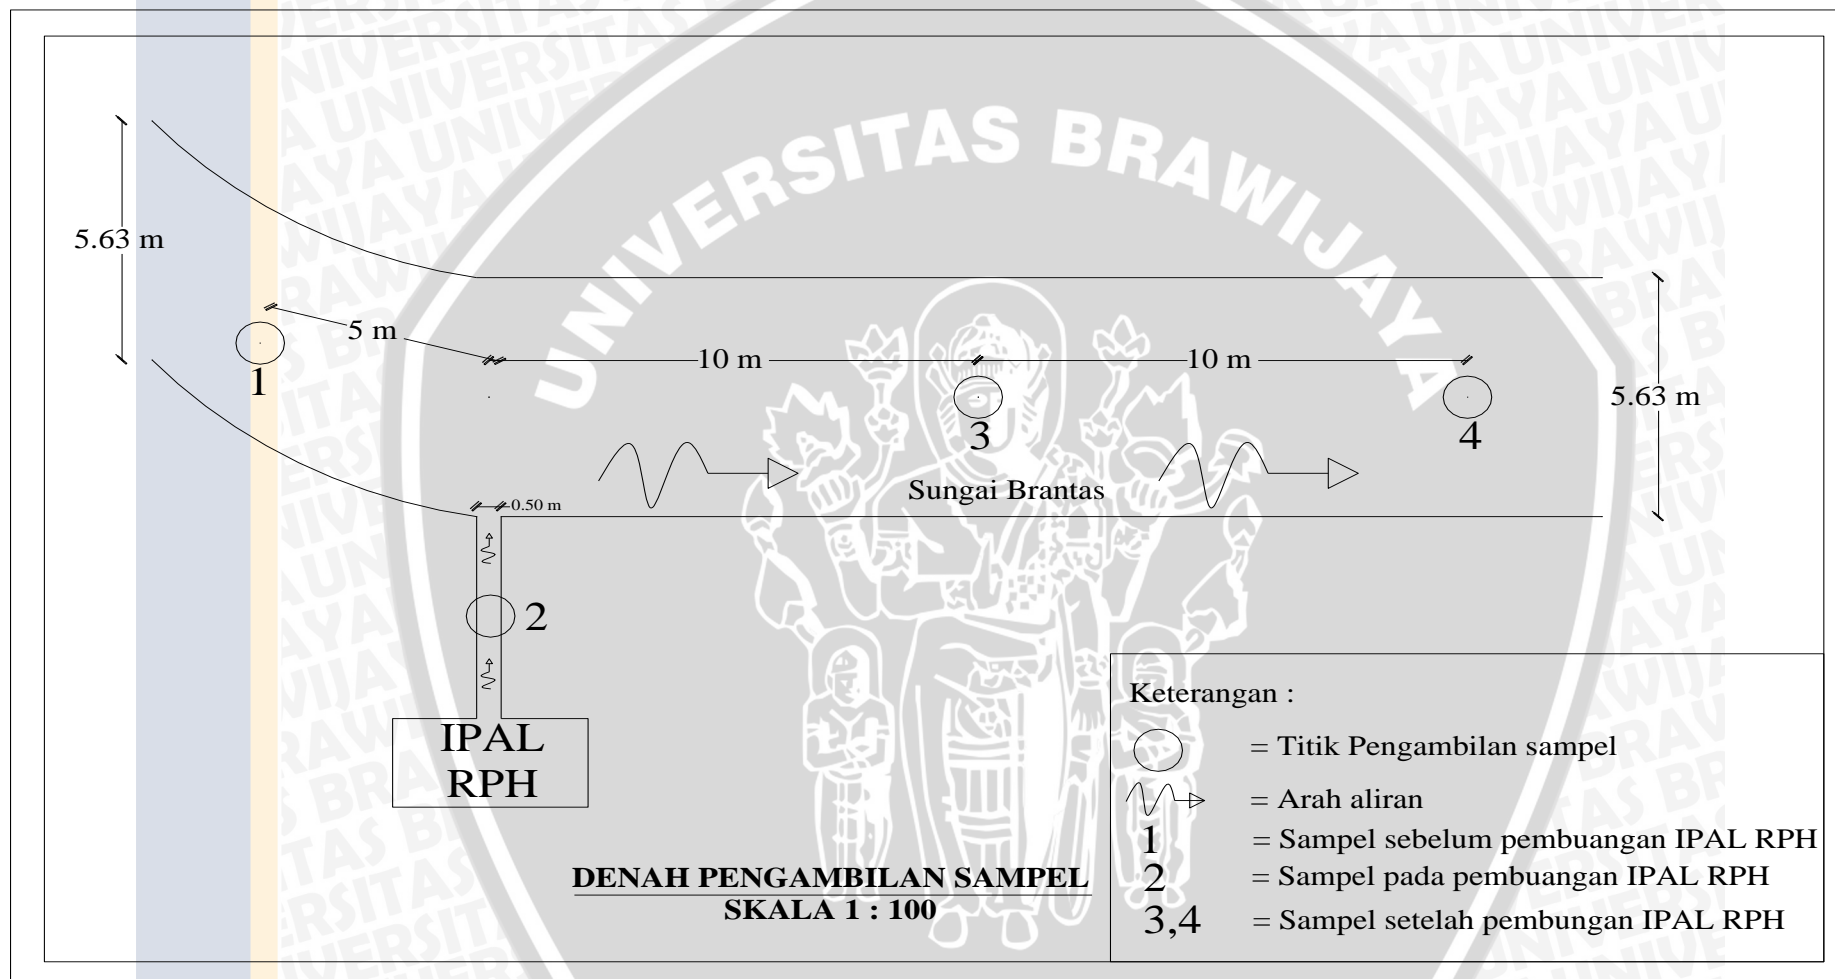 UNIVERSITAS BRAWIJAYA
5.63 m
5 m
10 m
10 m
5.63 m
1
3
4
Sungai Brantas
0.50 m
2
IPAL
RPH
Keterangan :
= Titik Pengambilan sampel
= Arah aliran
1 = Sampel sebelum pembuangan IPAL RPH
2 = Sampel pada pembuangan IPAL RPH
3,4 = Sampel setelah pembungan IPAL RPH
DENAH PENGAMBILAN SAMPEL
SKALA 1 : 100